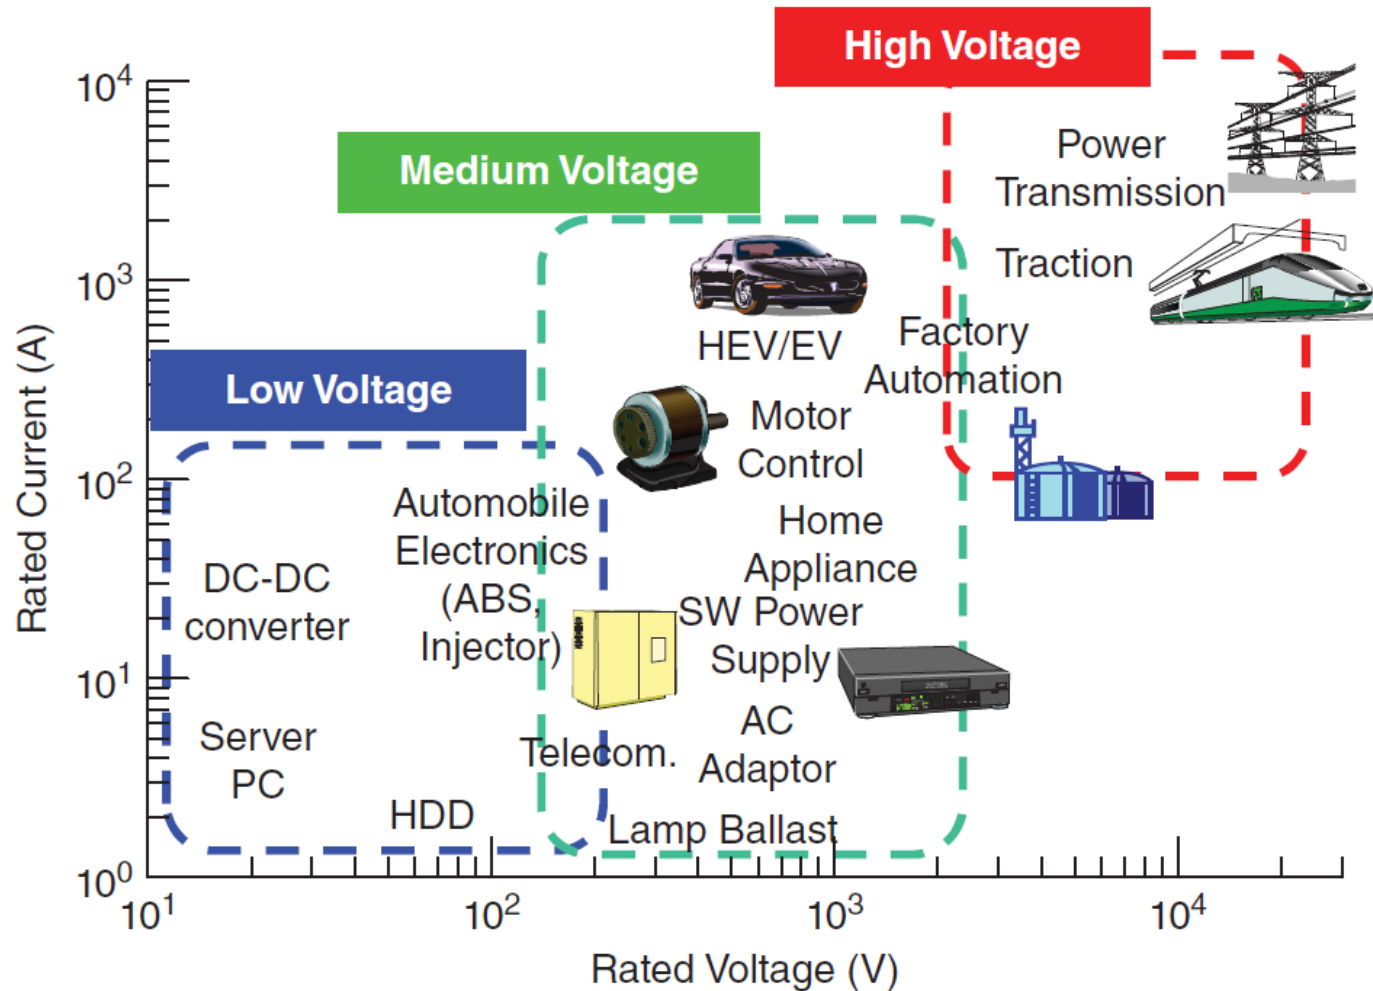 High Voltage
10⁴
Power
Transmission
Medium Voltage
Traction
10³
HEV/EV
Factory
Automation
Rated Current (A)
Low Voltage
Motor
Control
10²
Automobile
Electronics
(ABS,
Injector)
Home
Appliance
DC-DC
converter
SW Power
Supply
10¹
AC
Adaptor
Server
PC
Telecom.
HDD
Lamp Ballast
10⁰
10¹
10²
10³
10⁴
Rated Voltage (V)